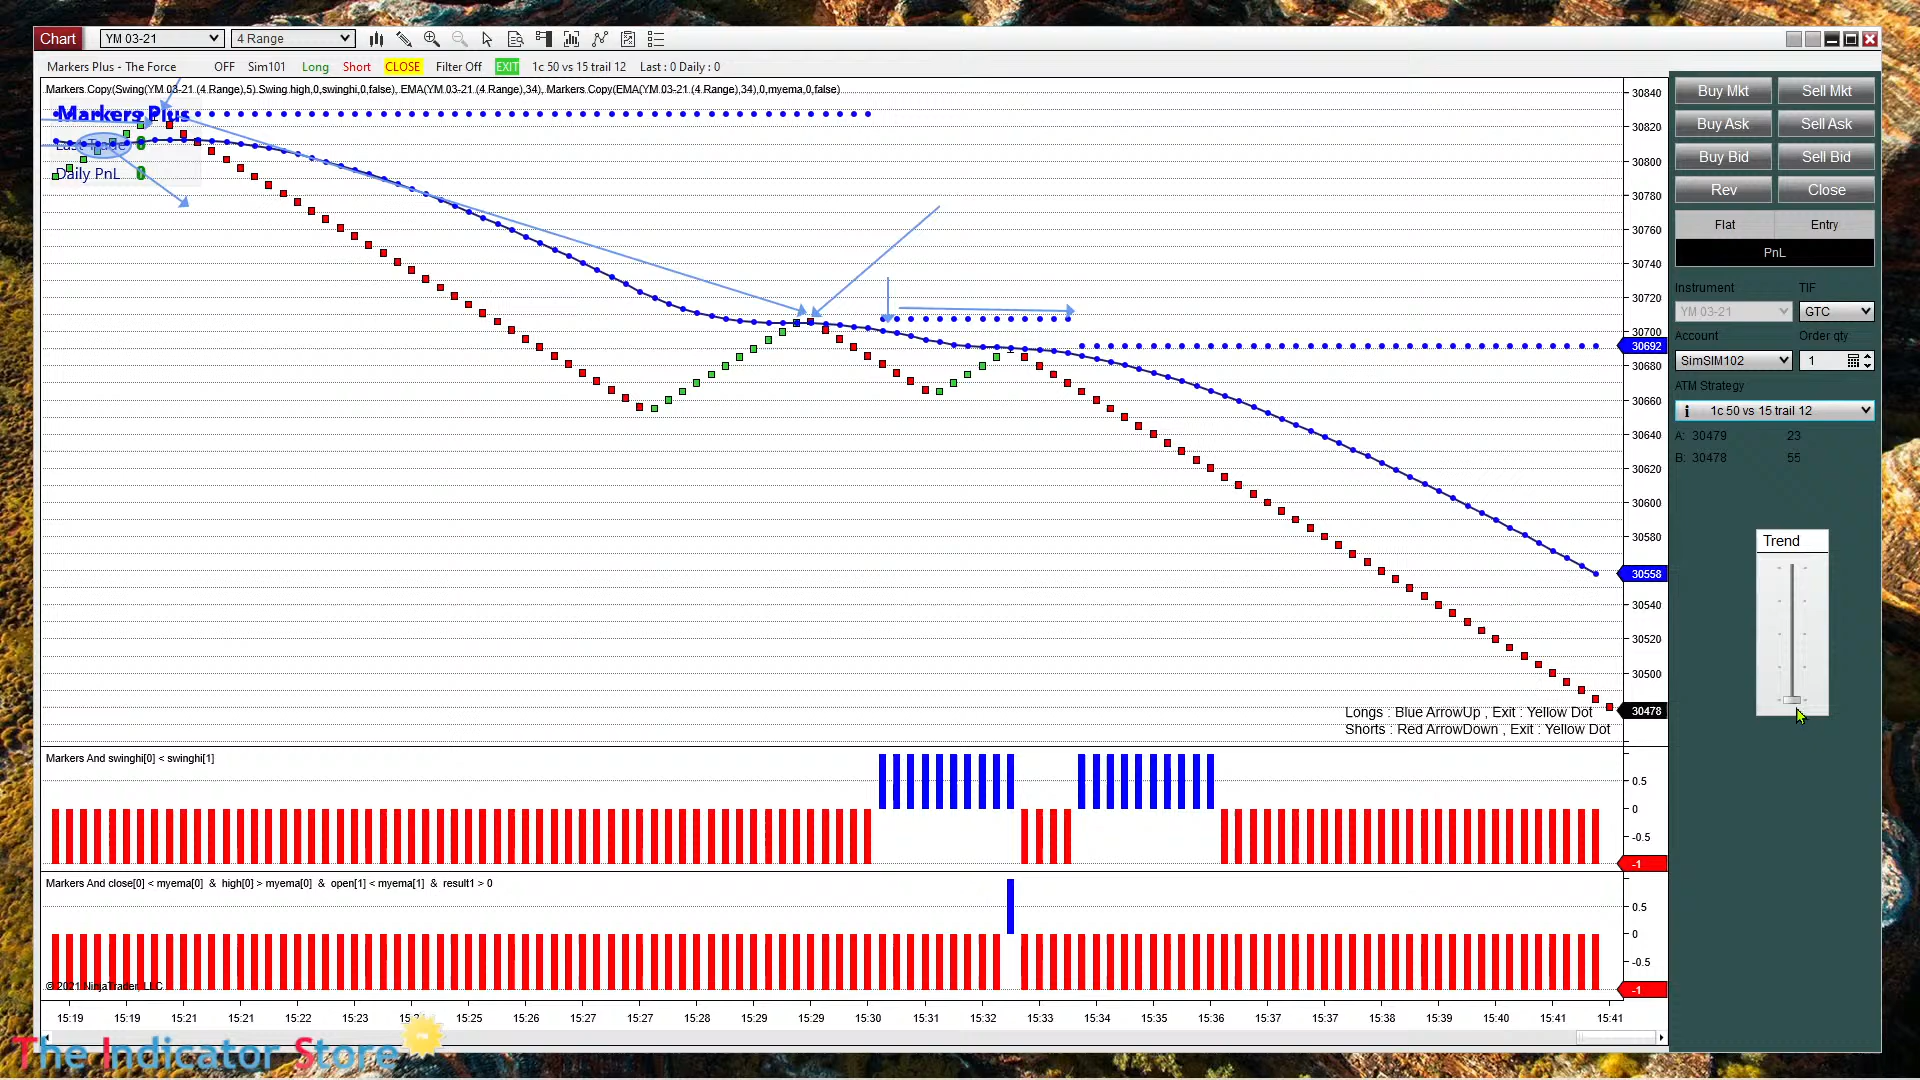 Chart YM 03-21 4 Range
Markers Plus - The Force OFF Sim101 Long Short CLOSE Filter Off EXIT 1c 50 vs 15 trail 12 Last : 0 Daily : 0
Markers.Copy(Swing(YM 03-21 (4 Range),5).Swing high,0,swinghi,0,false), EMA(YM 03-21 (4 Range),34), Markers.Copy(EMA(YM 03-21 (4 Range),34),0,myema,0,false)
Markers Plus
Last Trade 0
Daily PnL 0
30840
30820
30800
30780
30760
30740
30720
30700
30692
30680
30660
30640
30620
30600
30580
30558
30540
30520
30500
30478
Longs : Blue ArrowUp , Exit : Yellow Dot
Shorts : Red ArrowDown , Exit : Yellow Dot
Markers And swinghi[0] < swinghi[1]
0.5
0
-0.5
-1
Markers And close[0] < myema[0] & high[0] > myema[0] & open[1] < myema[1] & result1 > 0
0.5
0
-0.5
-1
© 2021 NinjaTrader, LLC
15:19 15:19 15:21 15:21 15:22 15:23 15:24 15:25 15:26 15:27 15:27 15:28 15:29 15:29 15:30 15:31 15:32 15:33 15:34 15:35 15:36 15:37 15:37 15:38 15:39 15:40 15:41 15:41
Buy Mkt Sell Mkt
Buy Ask Sell Ask
Buy Bid Sell Bid
Rev Close
Flat Entry
PnL
Instrument TIF
YM 03-21 GTC
Account Order qty
SimSIM102 1
ATM Strategy
i 1c 50 vs 15 trail 12
A: 30479 23
B: 30478 55
Trend
The Indicator Store